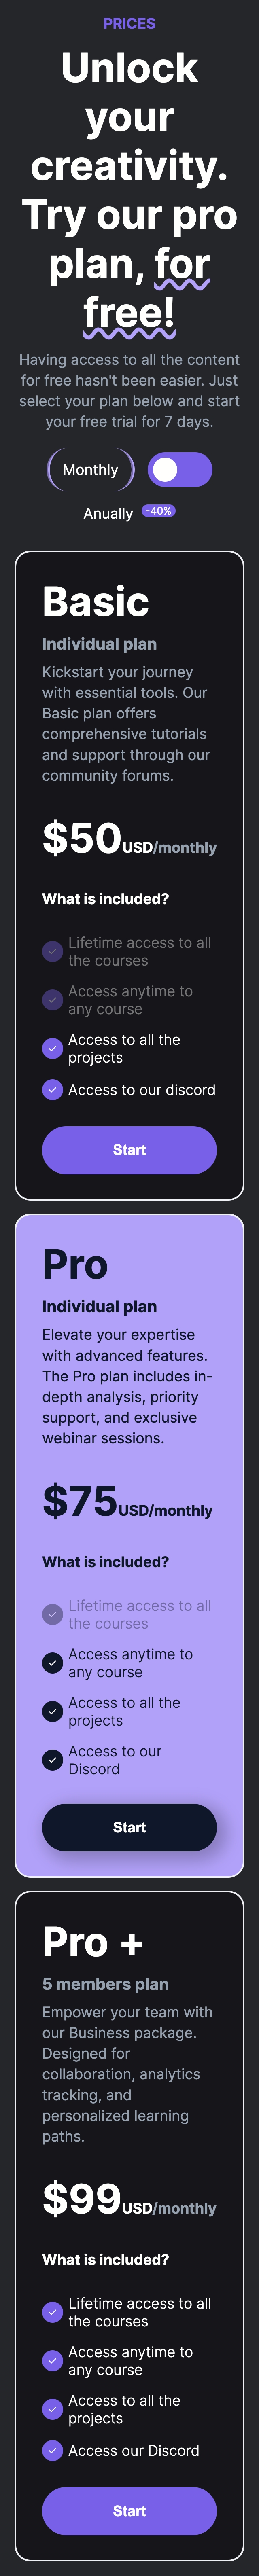 PRICES
Unlock
your
creativity.
Try our pro
plan, for
free!
Having access to all the content
for free hasn't been easier. Just
select your plan below and start
your free trial for 7 days.
Monthly
Anually -40%
Basic
Individual plan
Kickstart your journey
with essential tools. Our
Basic plan offers
comprehensive tutorials
and support through our
community forums.
$50USD/monthly
What is included?
Lifetime access to all
the courses
Access anytime to
any course
Access to all the
projects
Access to our discord
Start
Pro
Individual plan
Elevate your expertise
with advanced features.
The Pro plan includes in-
depth analysis, priority
support, and exclusive
webinar sessions.
$75USD/monthly
What is included?
Lifetime access to all
the courses
Access anytime to
any course
Access to all the
projects
Access to our
Discord
Start
Pro +
5 members plan
Empower your team with
our Business package.
Designed for
collaboration, analytics
tracking, and
personalized learning
paths.
$99USD/monthly
What is included?
Lifetime access to all
the courses
Access anytime to
any course
Access to all the
projects
Access our Discord
Start